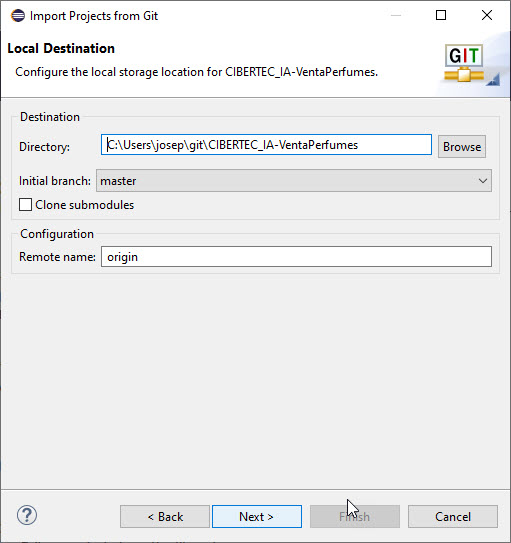 Import Projects from Git
Local Destination
Configure the local storage location for CIBERTEC_IA-VentaPerfumes.
GIT
Destination
Directory: C:\Users\josep\git\CIBERTEC_IA-VentaPerfumes Browse
Initial branch: master
Clone submodules
Configuration
Remote name: origin
? < Back Next > Finish Cancel